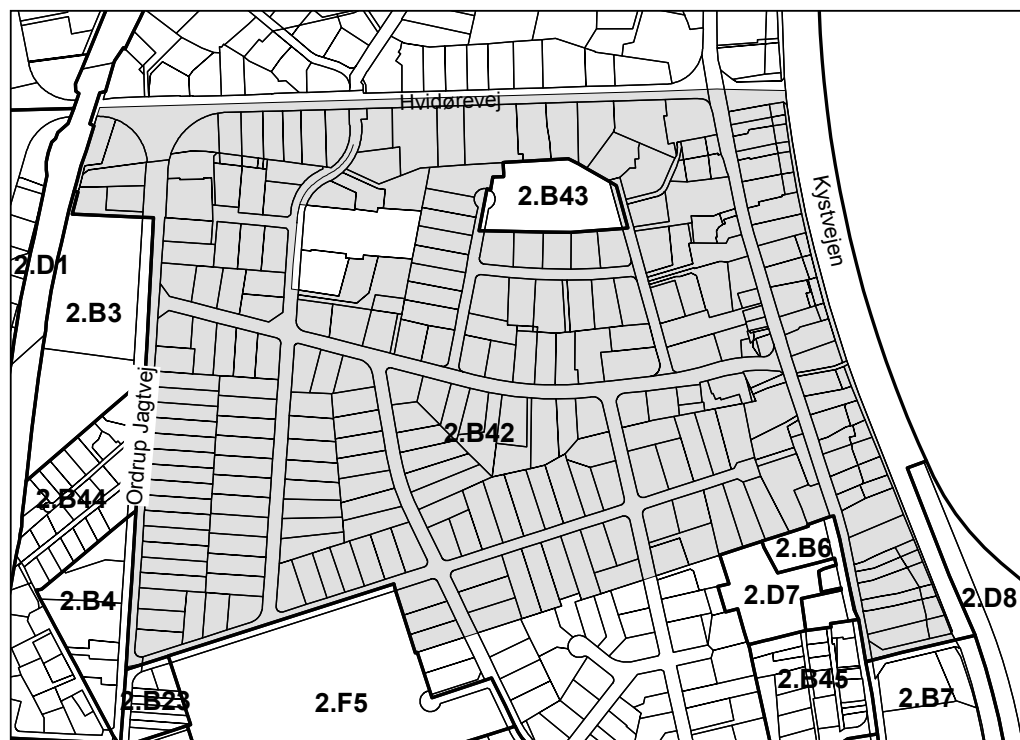 Hvidørevej
Kystvejen
2.B43
2.D1
2.B3
Ordrup Jagtvej
2.B42
2.B44
2.B6
2.B4
2.D7
2.D8
2.B45
2.B23
2.F5
2.B7